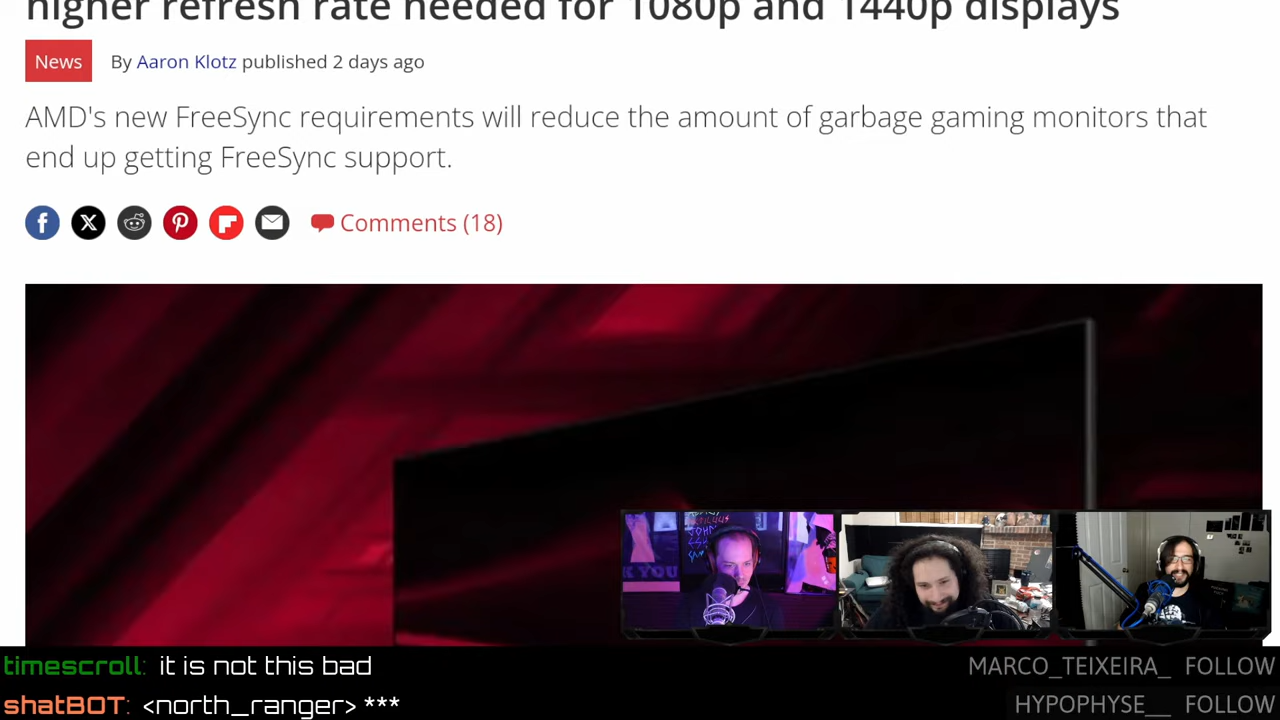 higher refresh rate needed for 1080p and 1440p displays
News By Aaron Klotz published 2 days ago
AMD's new FreeSync requirements will reduce the amount of garbage gaming monitors that
end up getting FreeSync support.
Comments (18)
K YOU
timescroll: it is not this bad
MARCO_TEIXEIRA_ FOLLOW
shatBOT: <north_ranger> ***
HYPOPHYSE__ FOLLOW